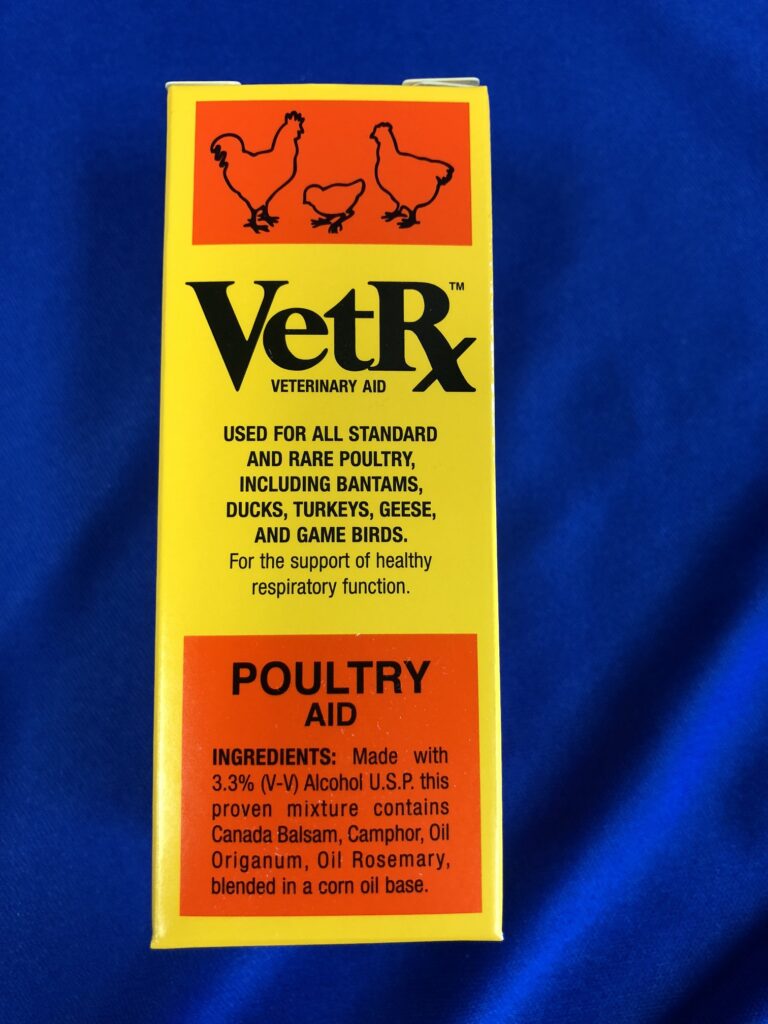 VetRx™
VETERINARY AID
USED FOR ALL STANDARD
AND RARE POULTRY,
INCLUDING BANTAMS,
DUCKS, TURKEYS, GEESE,
AND GAME BIRDS.
For the support of healthy
respiratory function.
POULTRY
AID
INGREDIENTS: Made with
3.3% (V-V) Alcohol U.S.P. this
proven mixture contains
Canada Balsam, Camphor, Oil
Origanum, Oil Rosemary,
blended in a corn oil base.